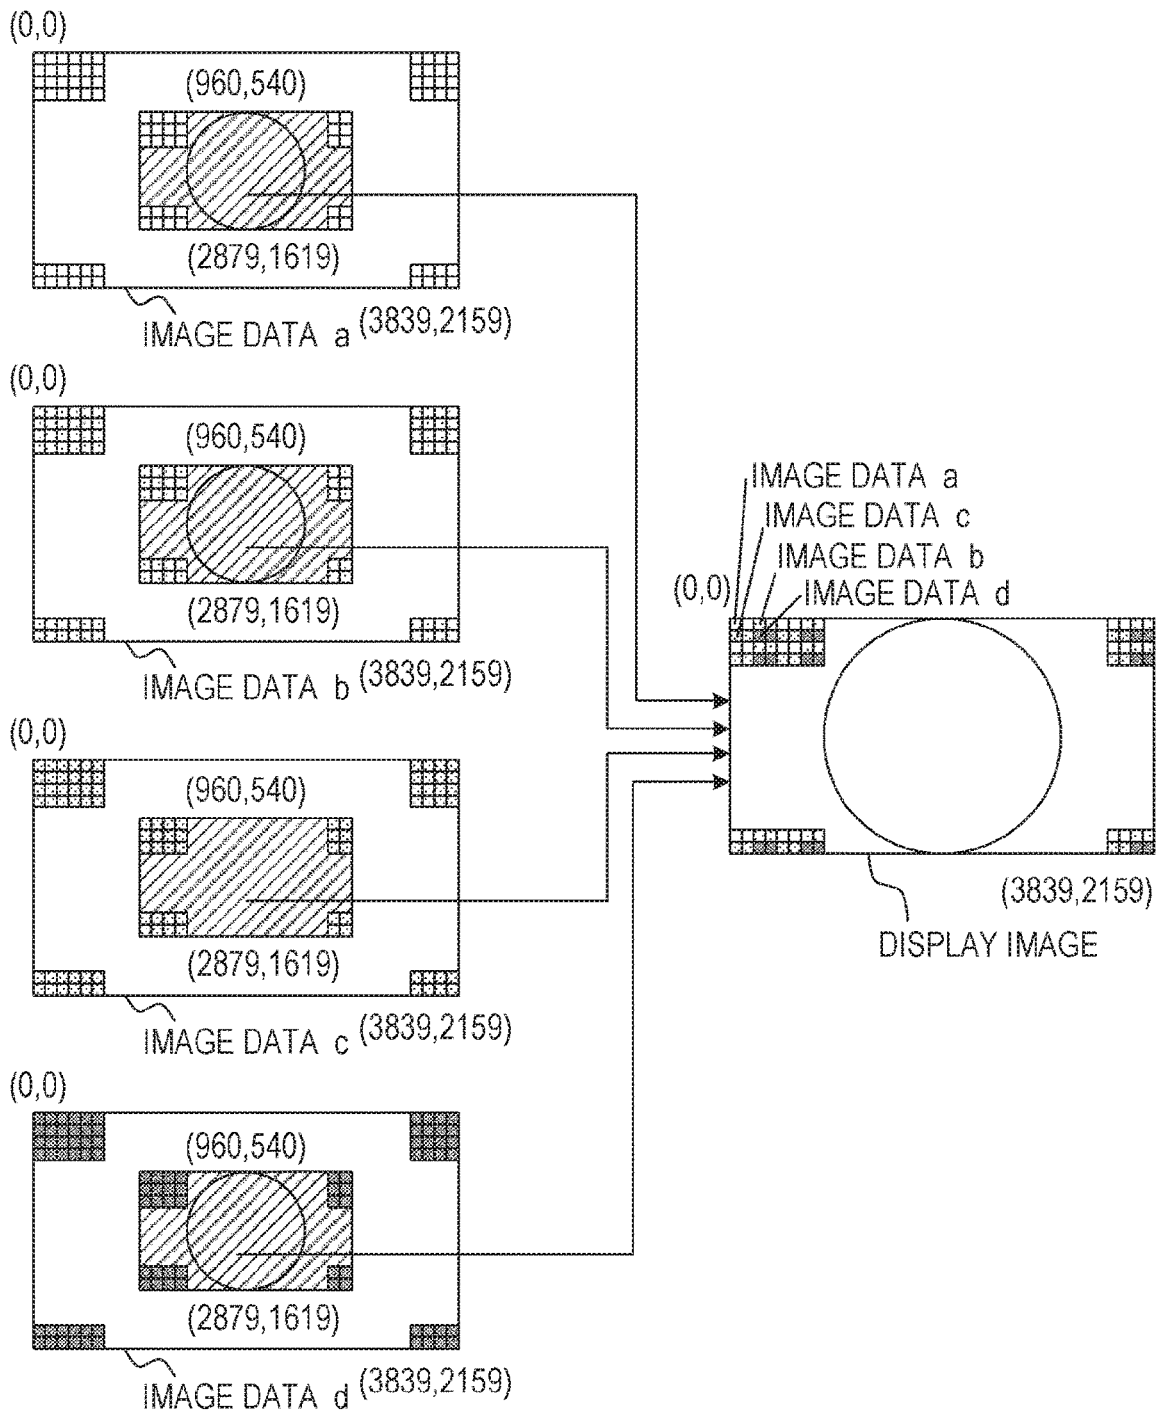 (0,0)
(960,540)
(2879,1619)
(3839,2159)
IMAGE DATA a
(0,0)
(960,540)
(2879,1619)
(3839,2159)
IMAGE DATA b
(0,0)
(960,540)
(2879,1619)
(3839,2159)
IMAGE DATA c
(0,0)
(960,540)
(2879,1619)
(3839,2159)
IMAGE DATA d
IMAGE DATA a
IMAGE DATA c
IMAGE DATA b
(0,0)
IMAGE DATA d
(3839,2159)
DISPLAY IMAGE